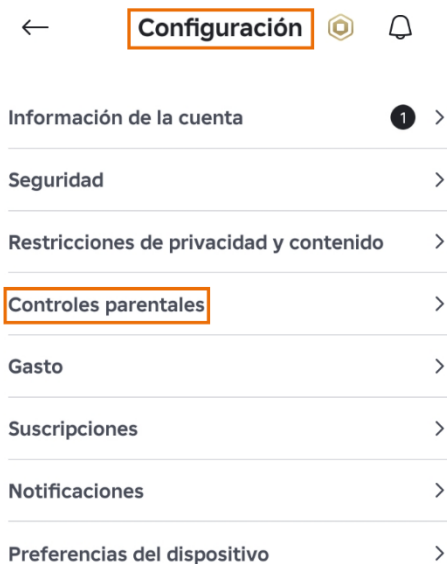 Configuración
Información de la cuenta 1
Seguridad
Restricciones de privacidad y contenido
Controles parentales
Gasto
Suscripciones
Notificaciones
Preferencias del dispositivo